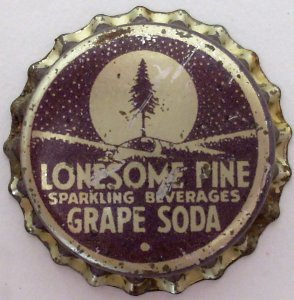 LONESOME PINE
SPARKLING BEVERAGES
GRAPE SODA